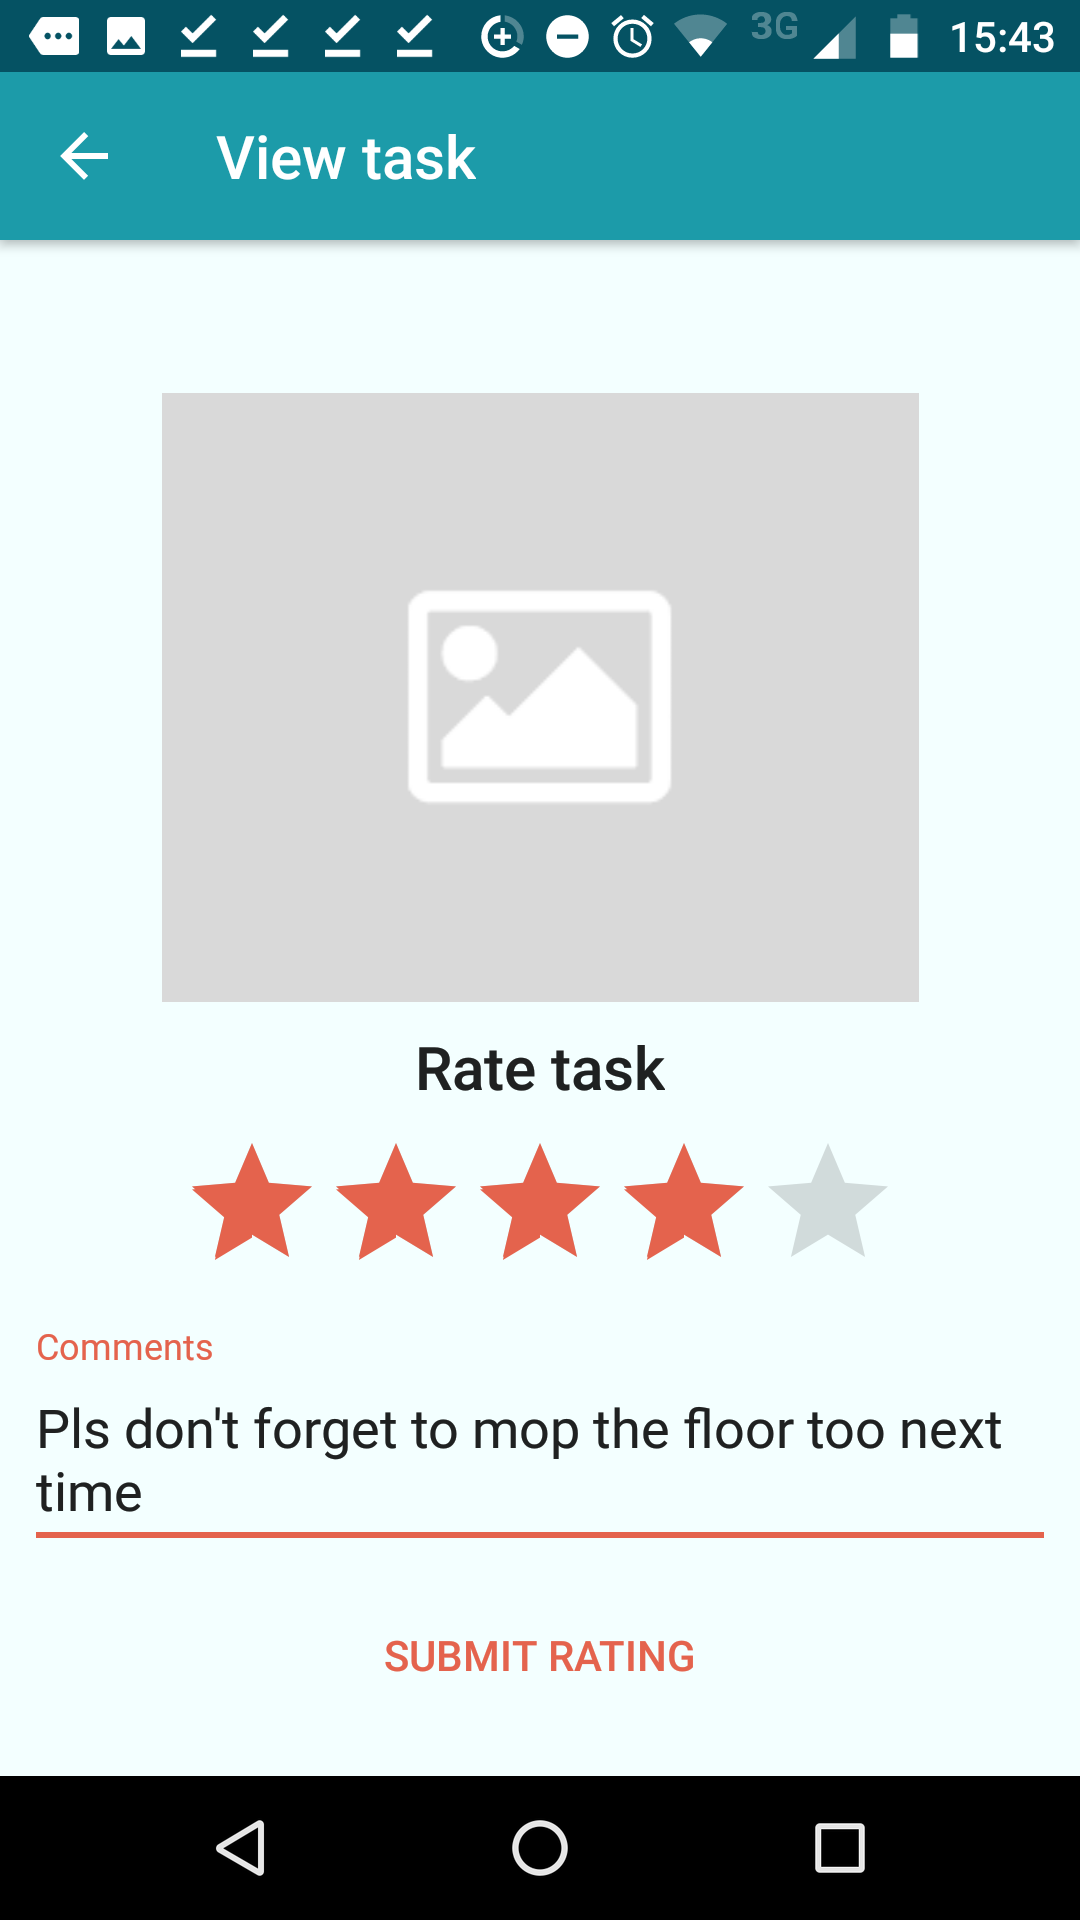 3G 15:43
View task
Rate task
Comments
Pls don't forget to mop the floor too next
time
SUBMIT RATING